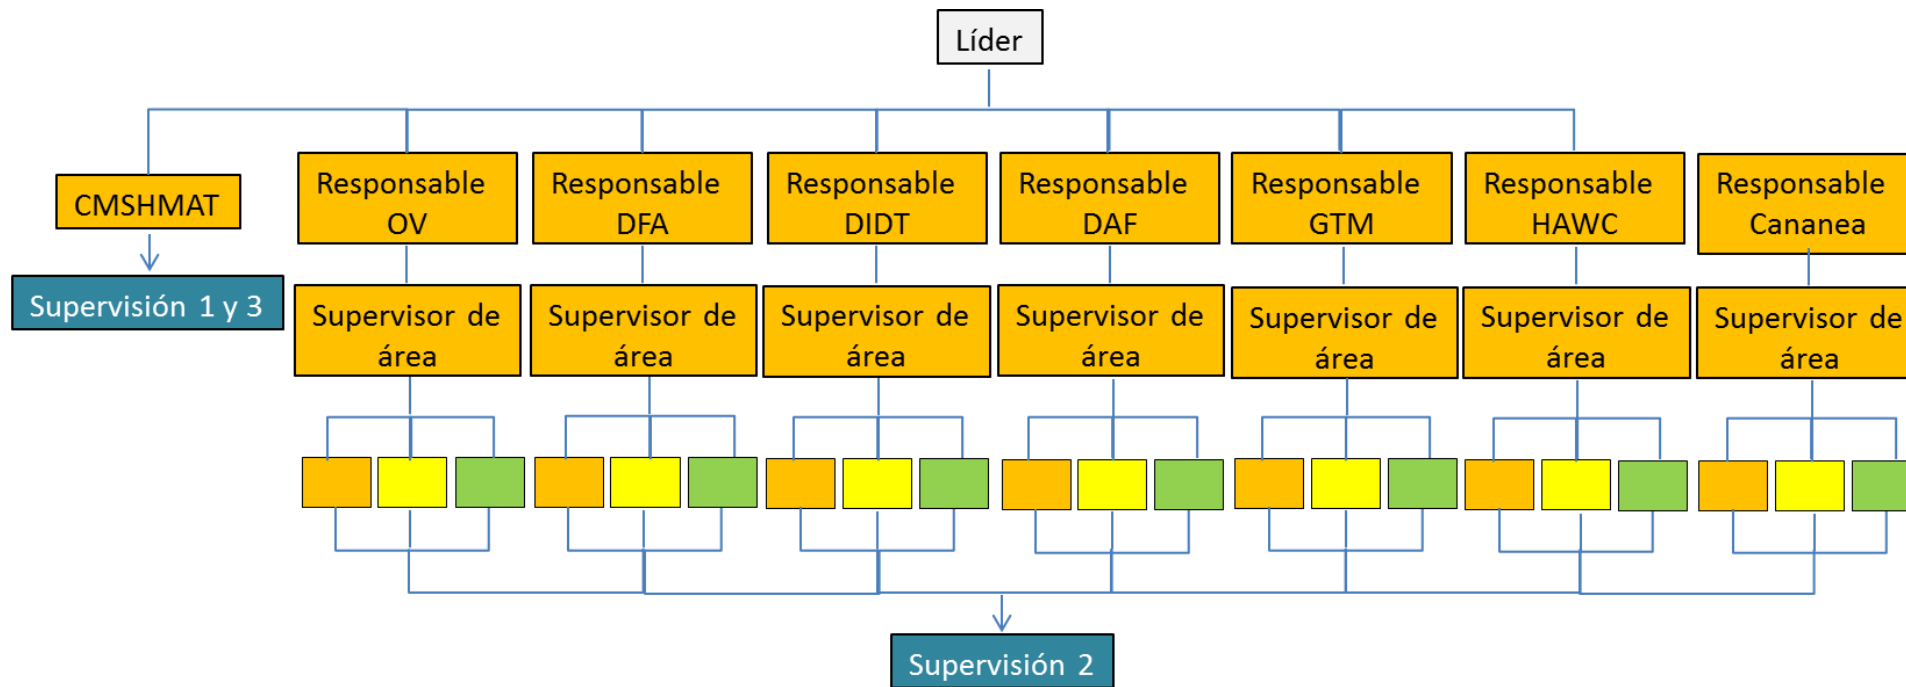 Líder
CMSHMAT
Supervisión 1 y 3
Responsable
OV
Responsable
DFA
Responsable
DIDT
Responsable
DAF
Responsable
GTM
Responsable
HAWC
Responsable
Cananea
Supervisor de
área
Supervisor de
área
Supervisor de
área
Supervisor de
área
Supervisor de
área
Supervisor de
área
Supervisor de
área
Supervisión 2